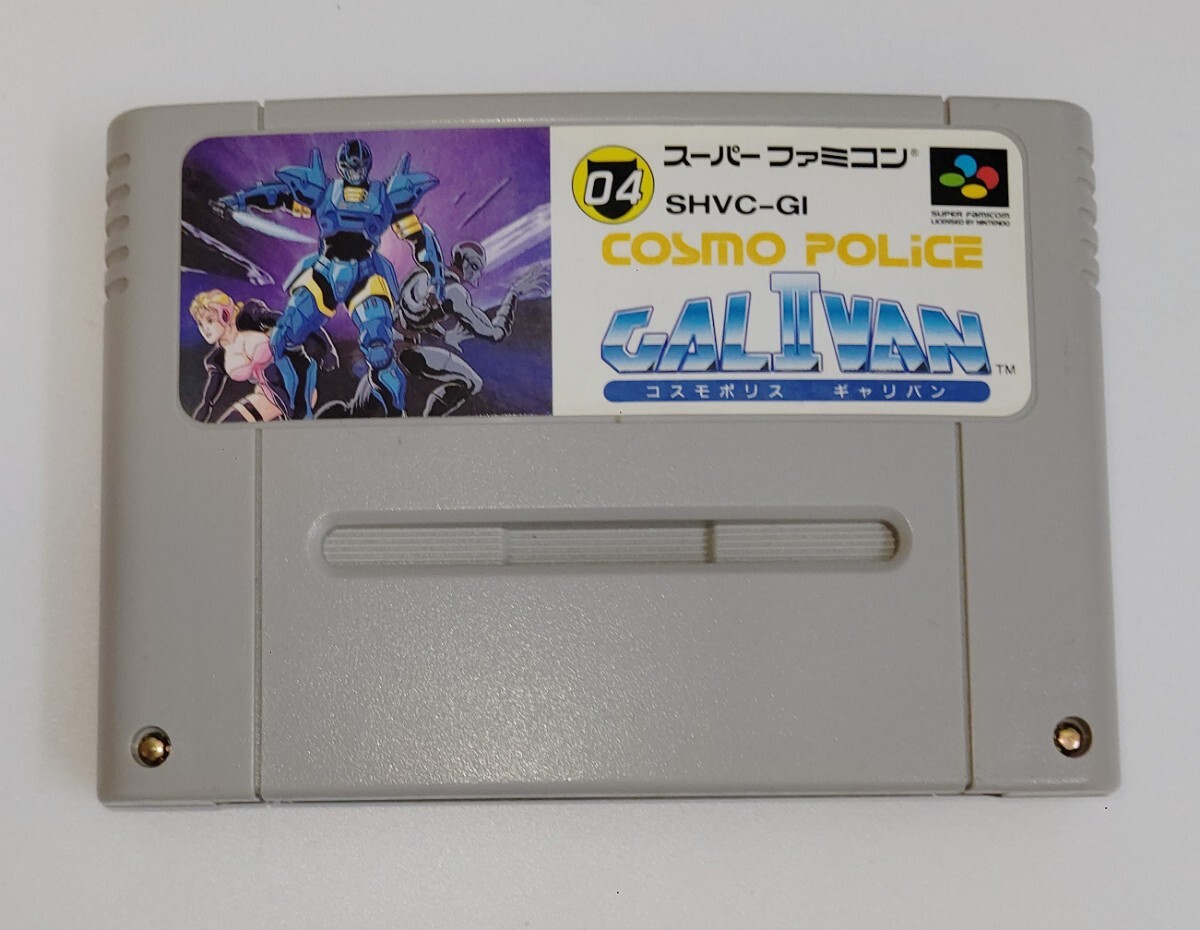 04
スーパーファミコン®
SHVC-GI
SUPER FAMICOM
LICENSED BY NINTENDO
COSMO POLICE
GALIVAN II ™
コスモポリス ギャリバン